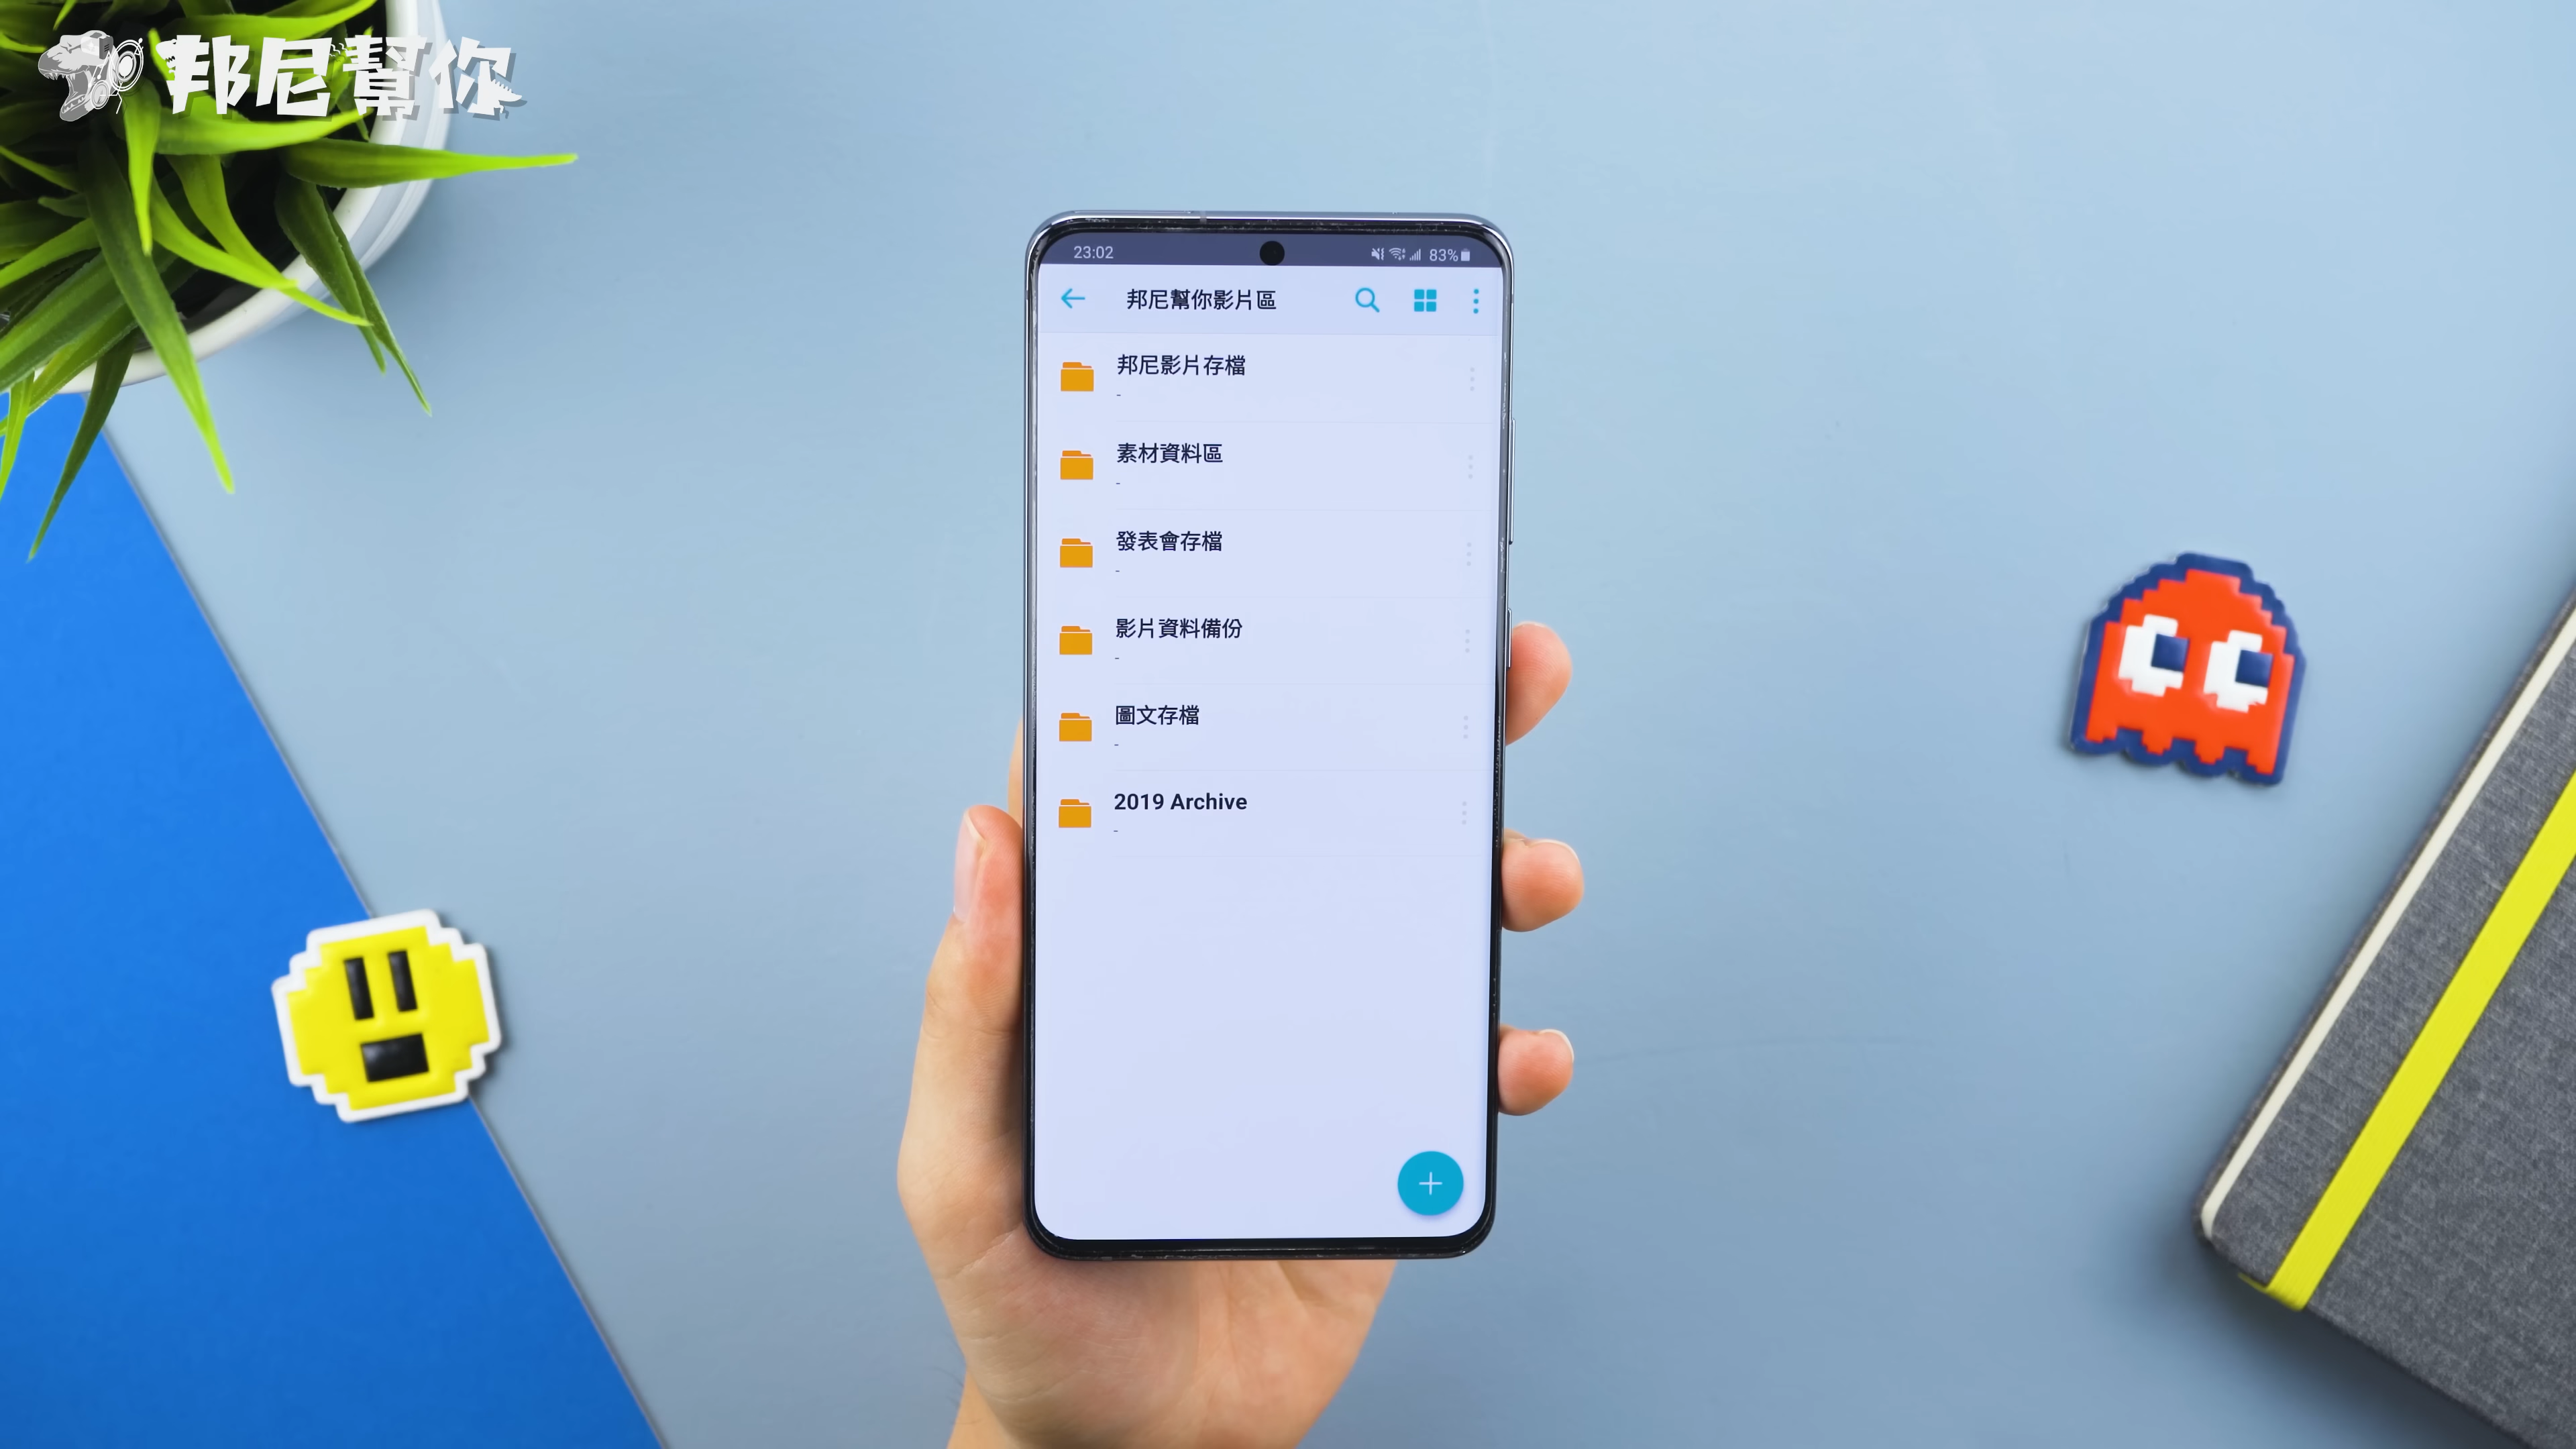 邦尼幫你
23:02
83%
邦尼幫你影片區
邦尼影片存檔
-
素材資料區
-
發表會存檔
-
影片資料備份
-
圖文存檔
-
2019 Archive
-